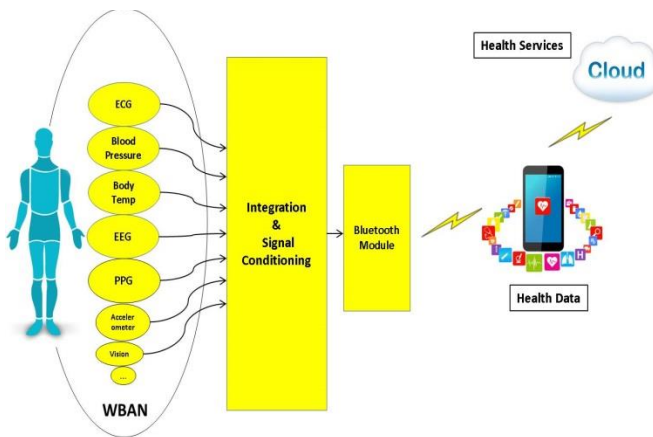 Health Services
Cloud
ECG
Blood
Pressure
Body
Temp
EEG
PPG
Acceler
ometer
Vision
...
WBAN
Integration
&
Signal
Conditioning
Bluetooth
Module
Health Data